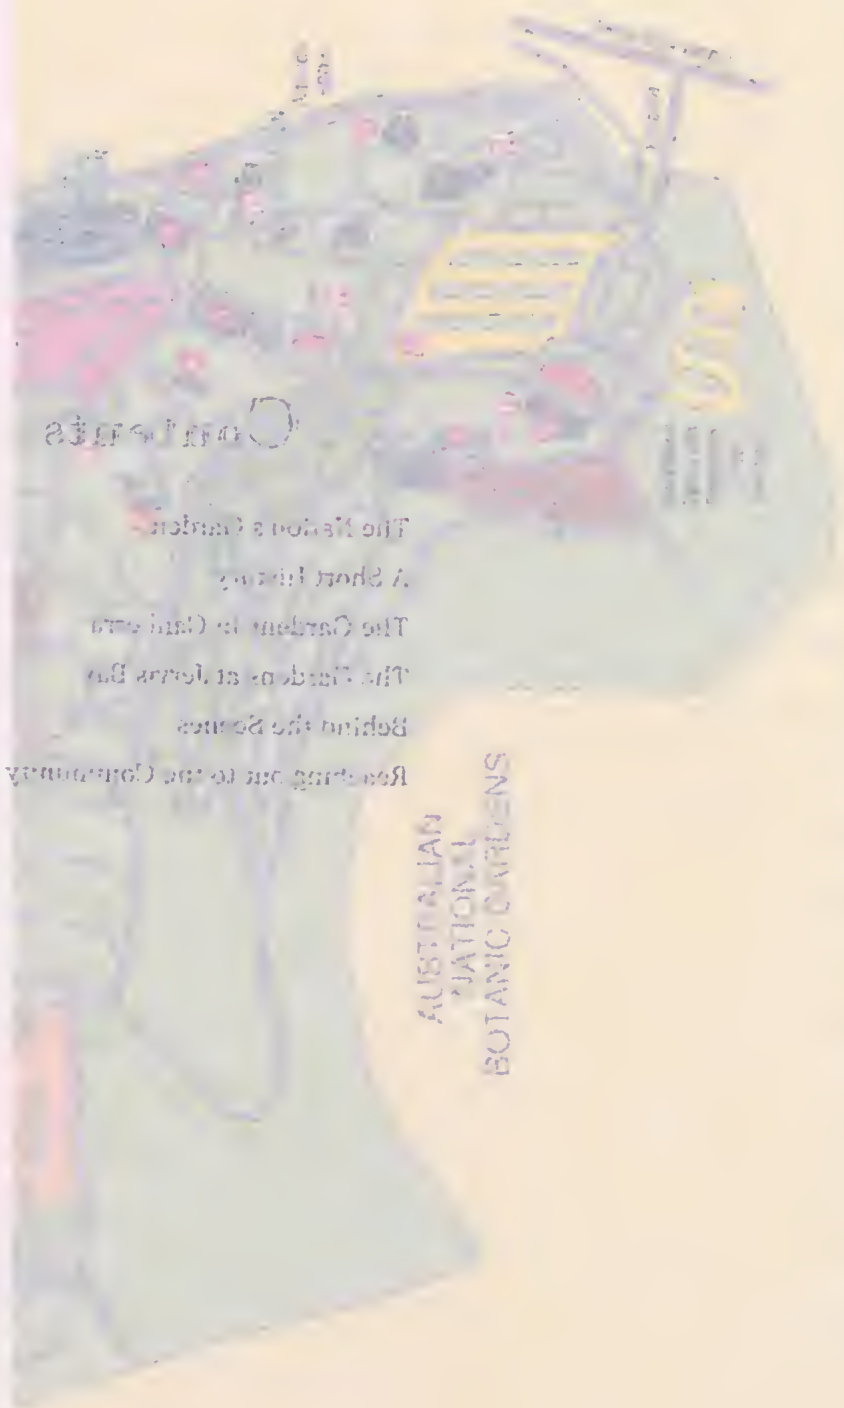 Contents
The Nation's Garden
A Short History
The Gardens in Canberra
The Gardens at Jervis Bay
Behind the Scenes
Reaching out to the Community
AUSTRALIAN
NATIONAL
BOTANIC GARDENS